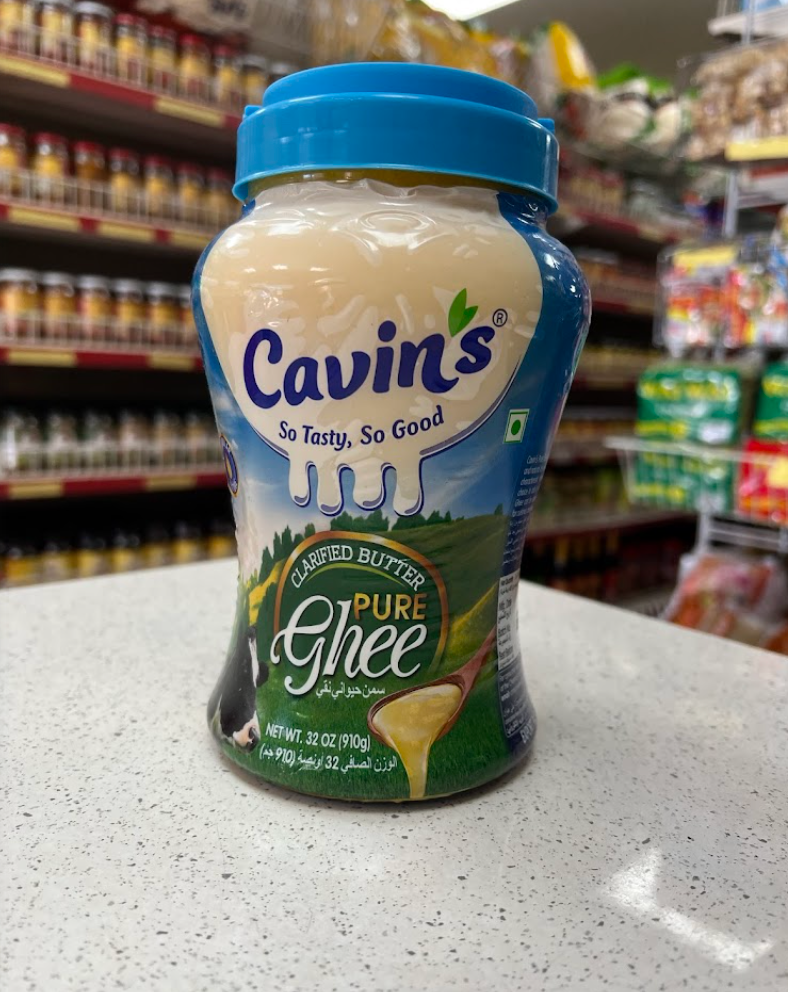 Cavin's®
So Tasty, So Good
CLARIFIED BUTTER
PURE
Ghee
سمن حيواني نقي
NET WT. 32 OZ (910g)
الوزن الصافي 32 اونصة (910 جم)